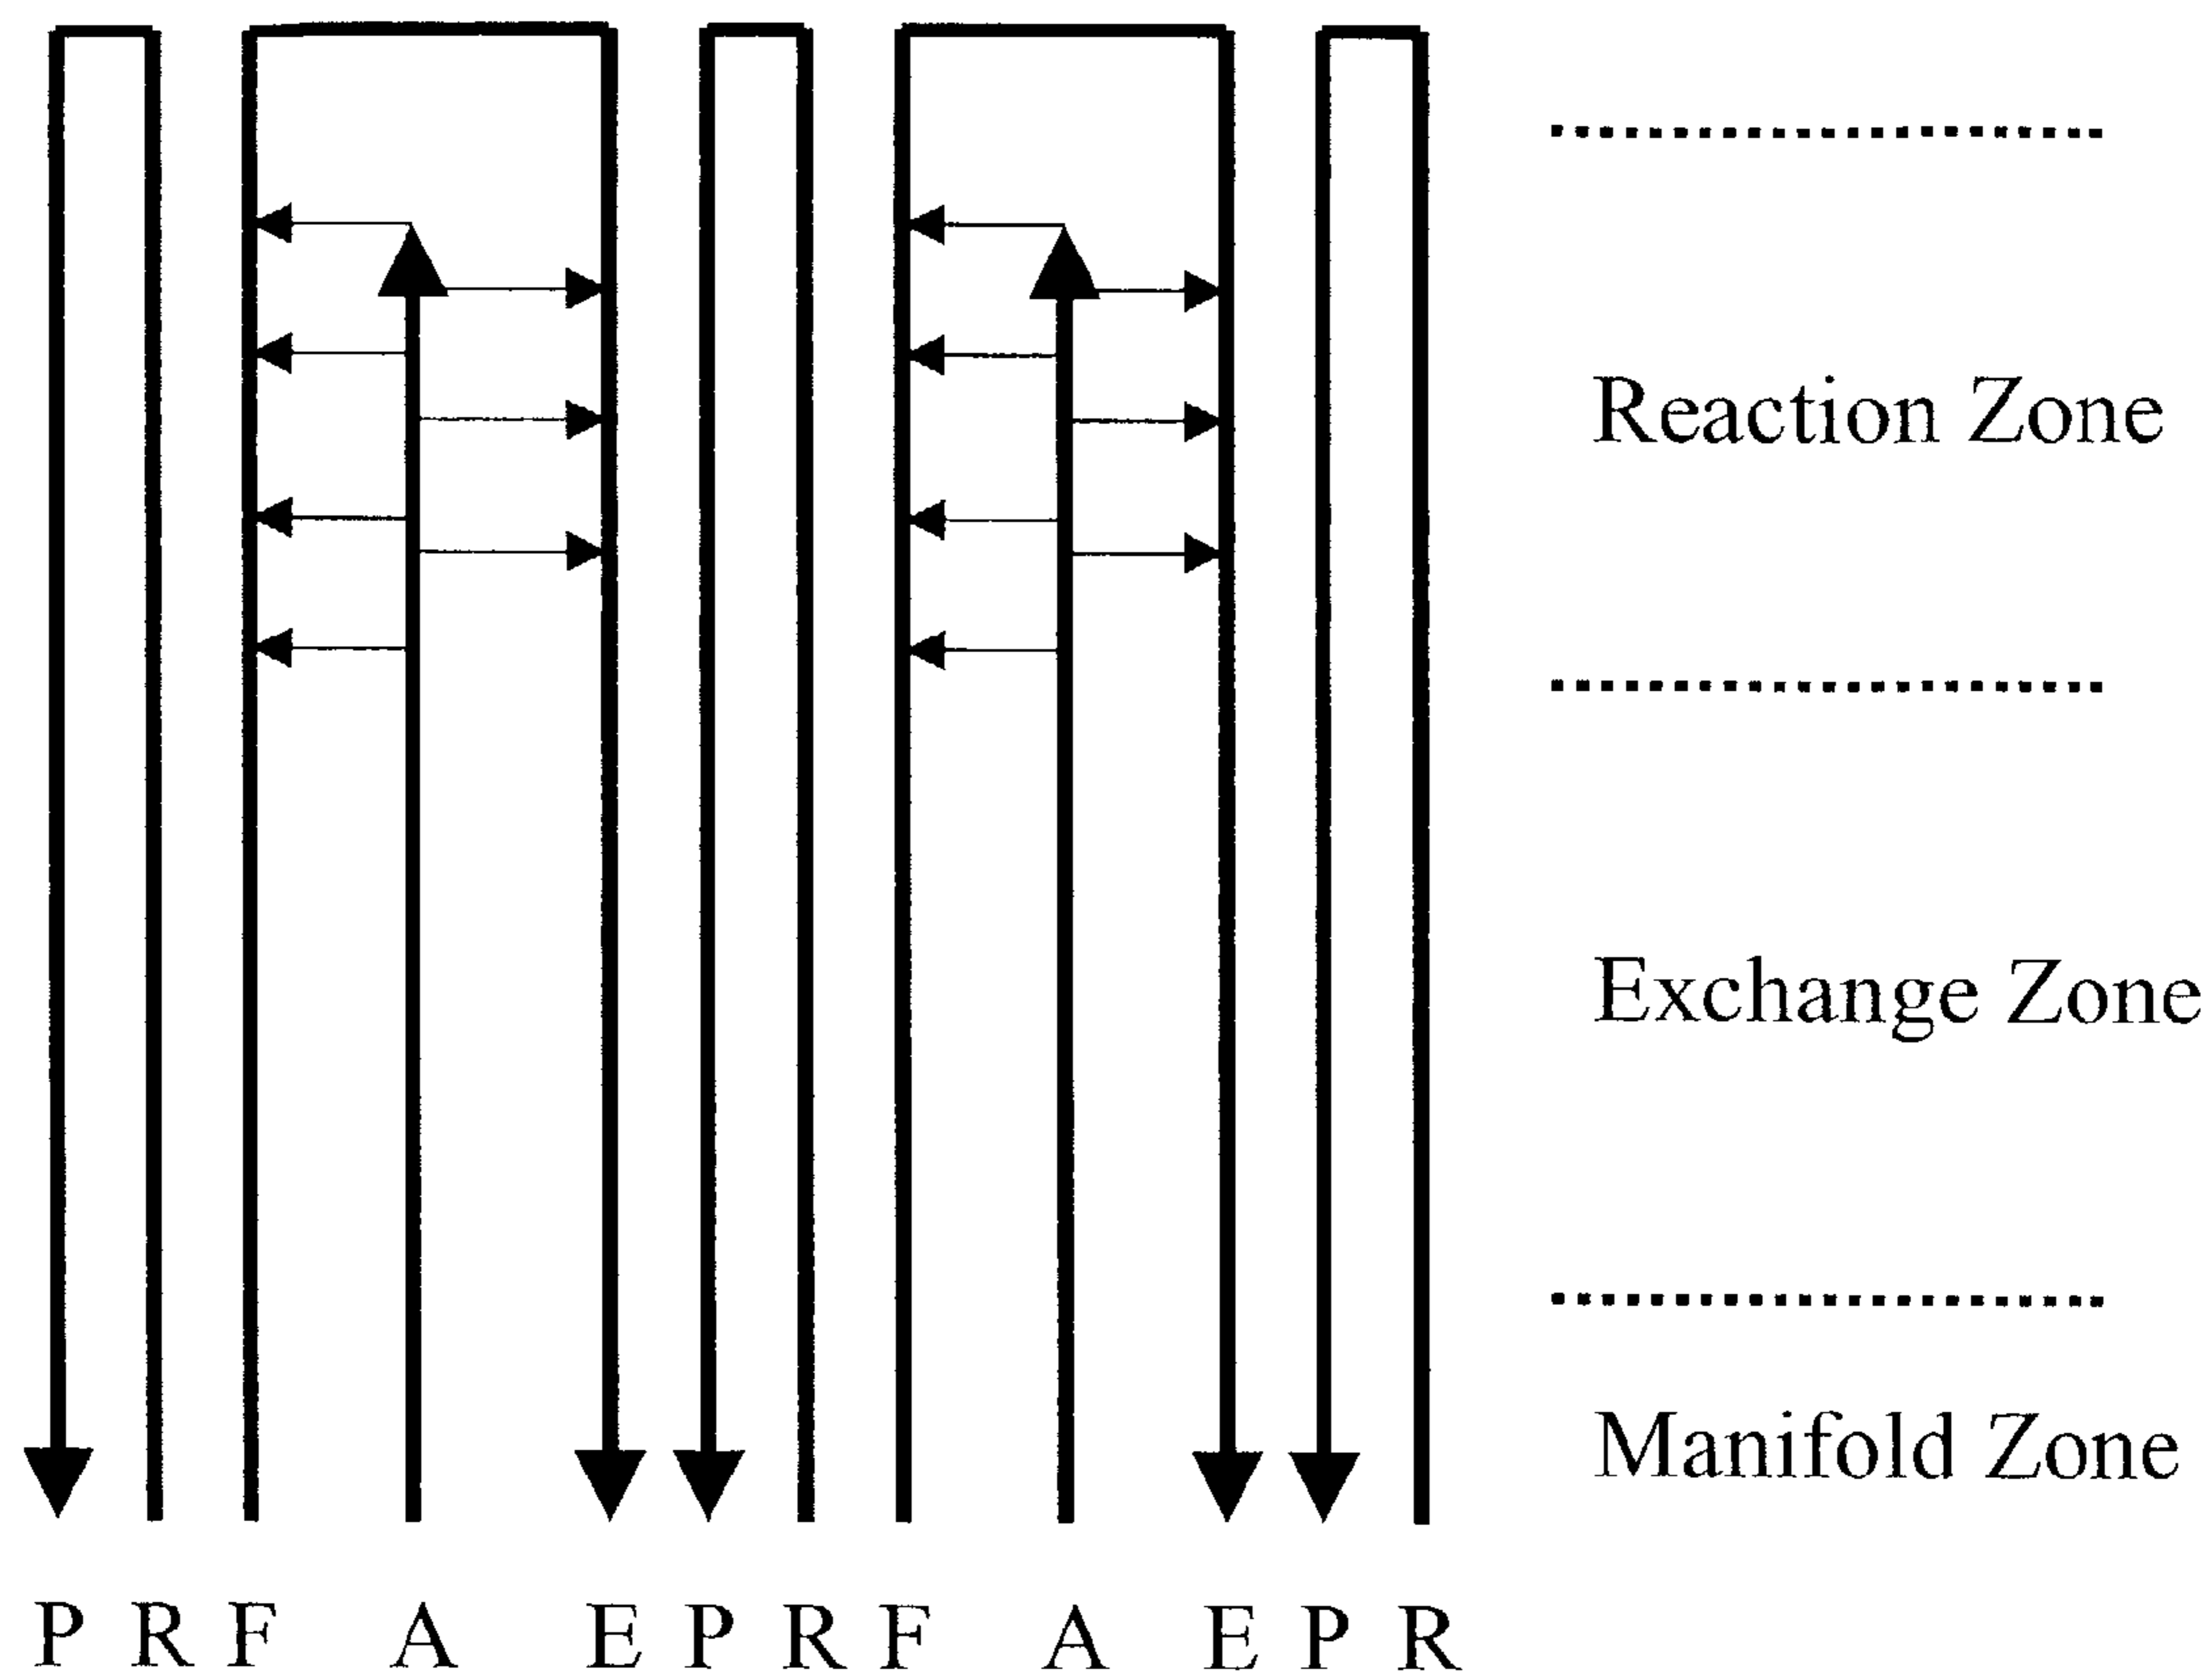 Reaction Zone
Exchange Zone
Manifold Zone
P R F A E P R F A E P R